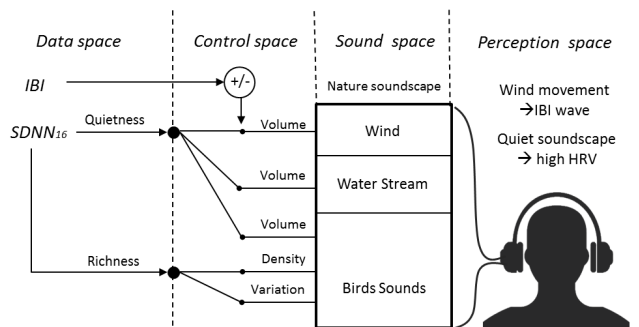 Data space
Control space
Sound space
Perception space
IBI
+/-
Nature soundscape
Wind movement
→IBI wave
SDNN16
Quietness
Volume
Wind
Quiet soundscape
→ high HRV
Volume
Water Stream
Volume
Richness
Density
Variation
Birds Sounds